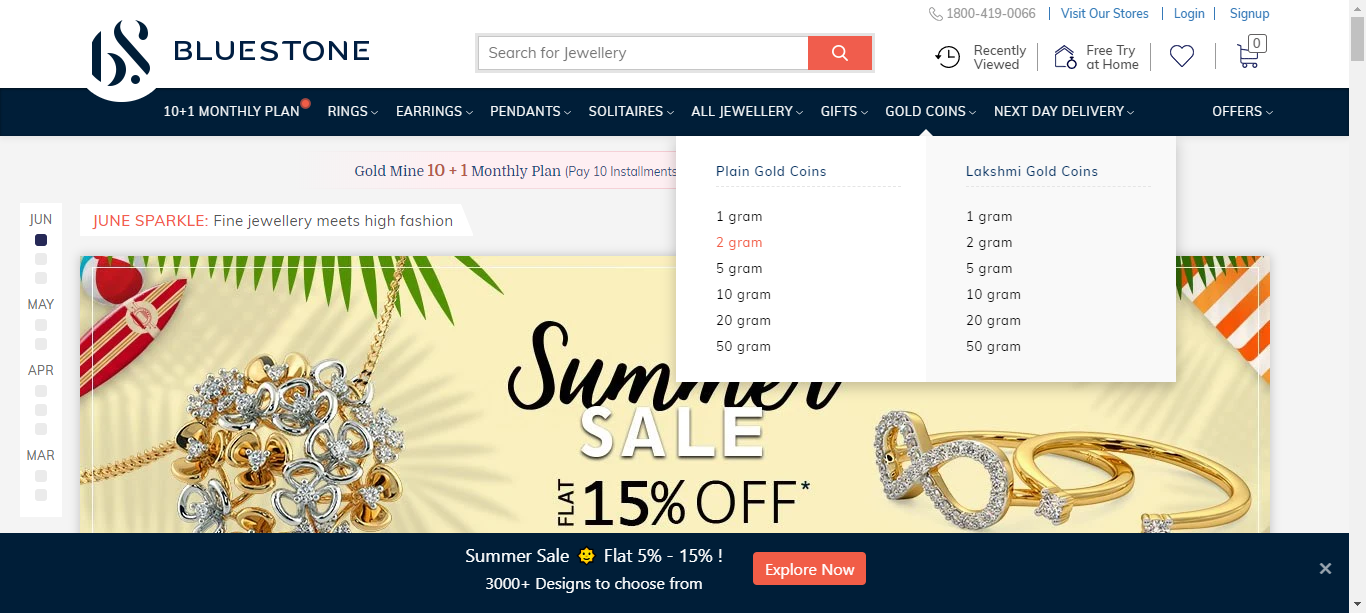 1800-419-0066 | Visit Our Stores | Login | Signup
BLUESTONE
Search for Jewellery
Recently Viewed
Free Try at Home
0
10+1 MONTHLY PLAN RINGS EARRINGS PENDANTS SOLITAIRES ALL JEWELLERY GIFTS GOLD COINS NEXT DAY DELIVERY OFFERS
Gold Mine 10 + 1 Monthly Plan (Pay 10 Installments
Plain Gold Coins
1 gram
2 gram
5 gram
10 gram
20 gram
50 gram
Lakshmi Gold Coins
1 gram
2 gram
5 gram
10 gram
20 gram
50 gram
JUN
MAY
APR
MAR
JUNE SPARKLE: Fine jewellery meets high fashion
Summer
SALE
FLAT 15% OFF*
Summer Sale Flat 5% - 15% !
3000+ Designs to choose from
Explore Now
×